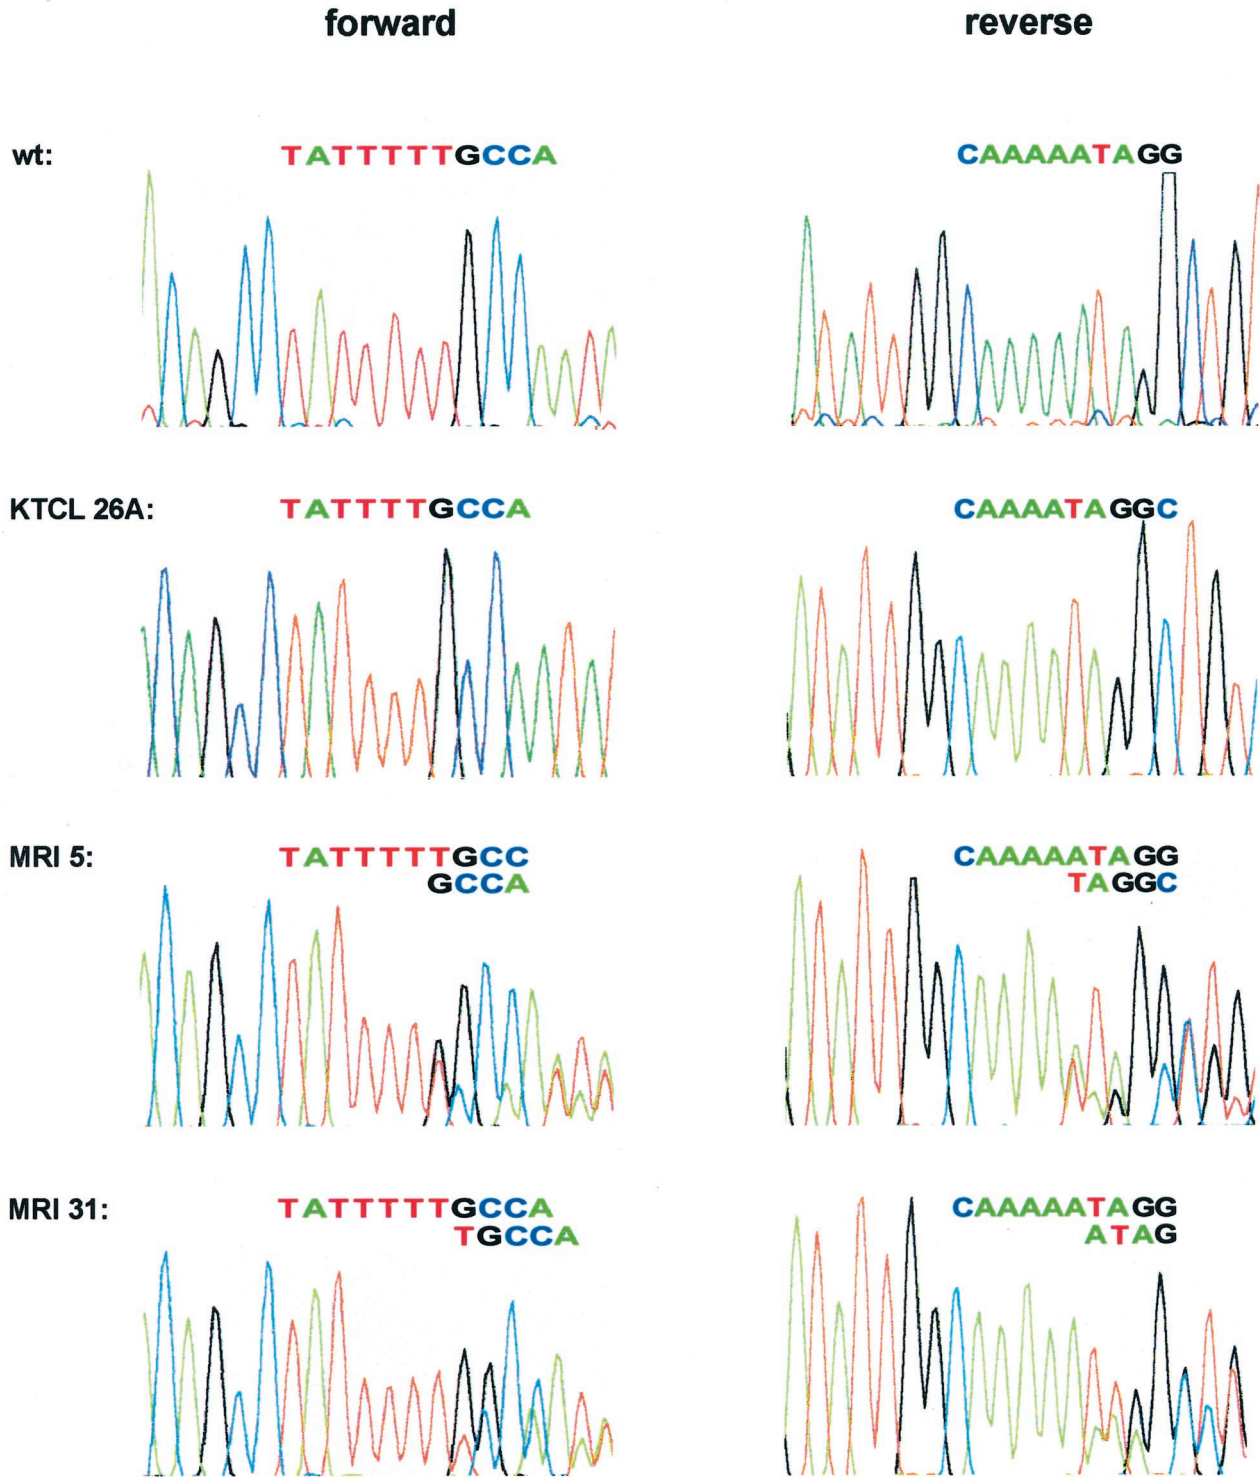 forward reverse
wt: TATTTTTGCCA CAAAAATAGG
KTCL 26A: TATTTTGCCA CAAAATAGGC
MRI 5: TATTTTTGCC CAAAAATAGG
GCCA TAGGC
MRI 31: TATTTTTGCCA CAAAAATAGG
TGCCA ATAG